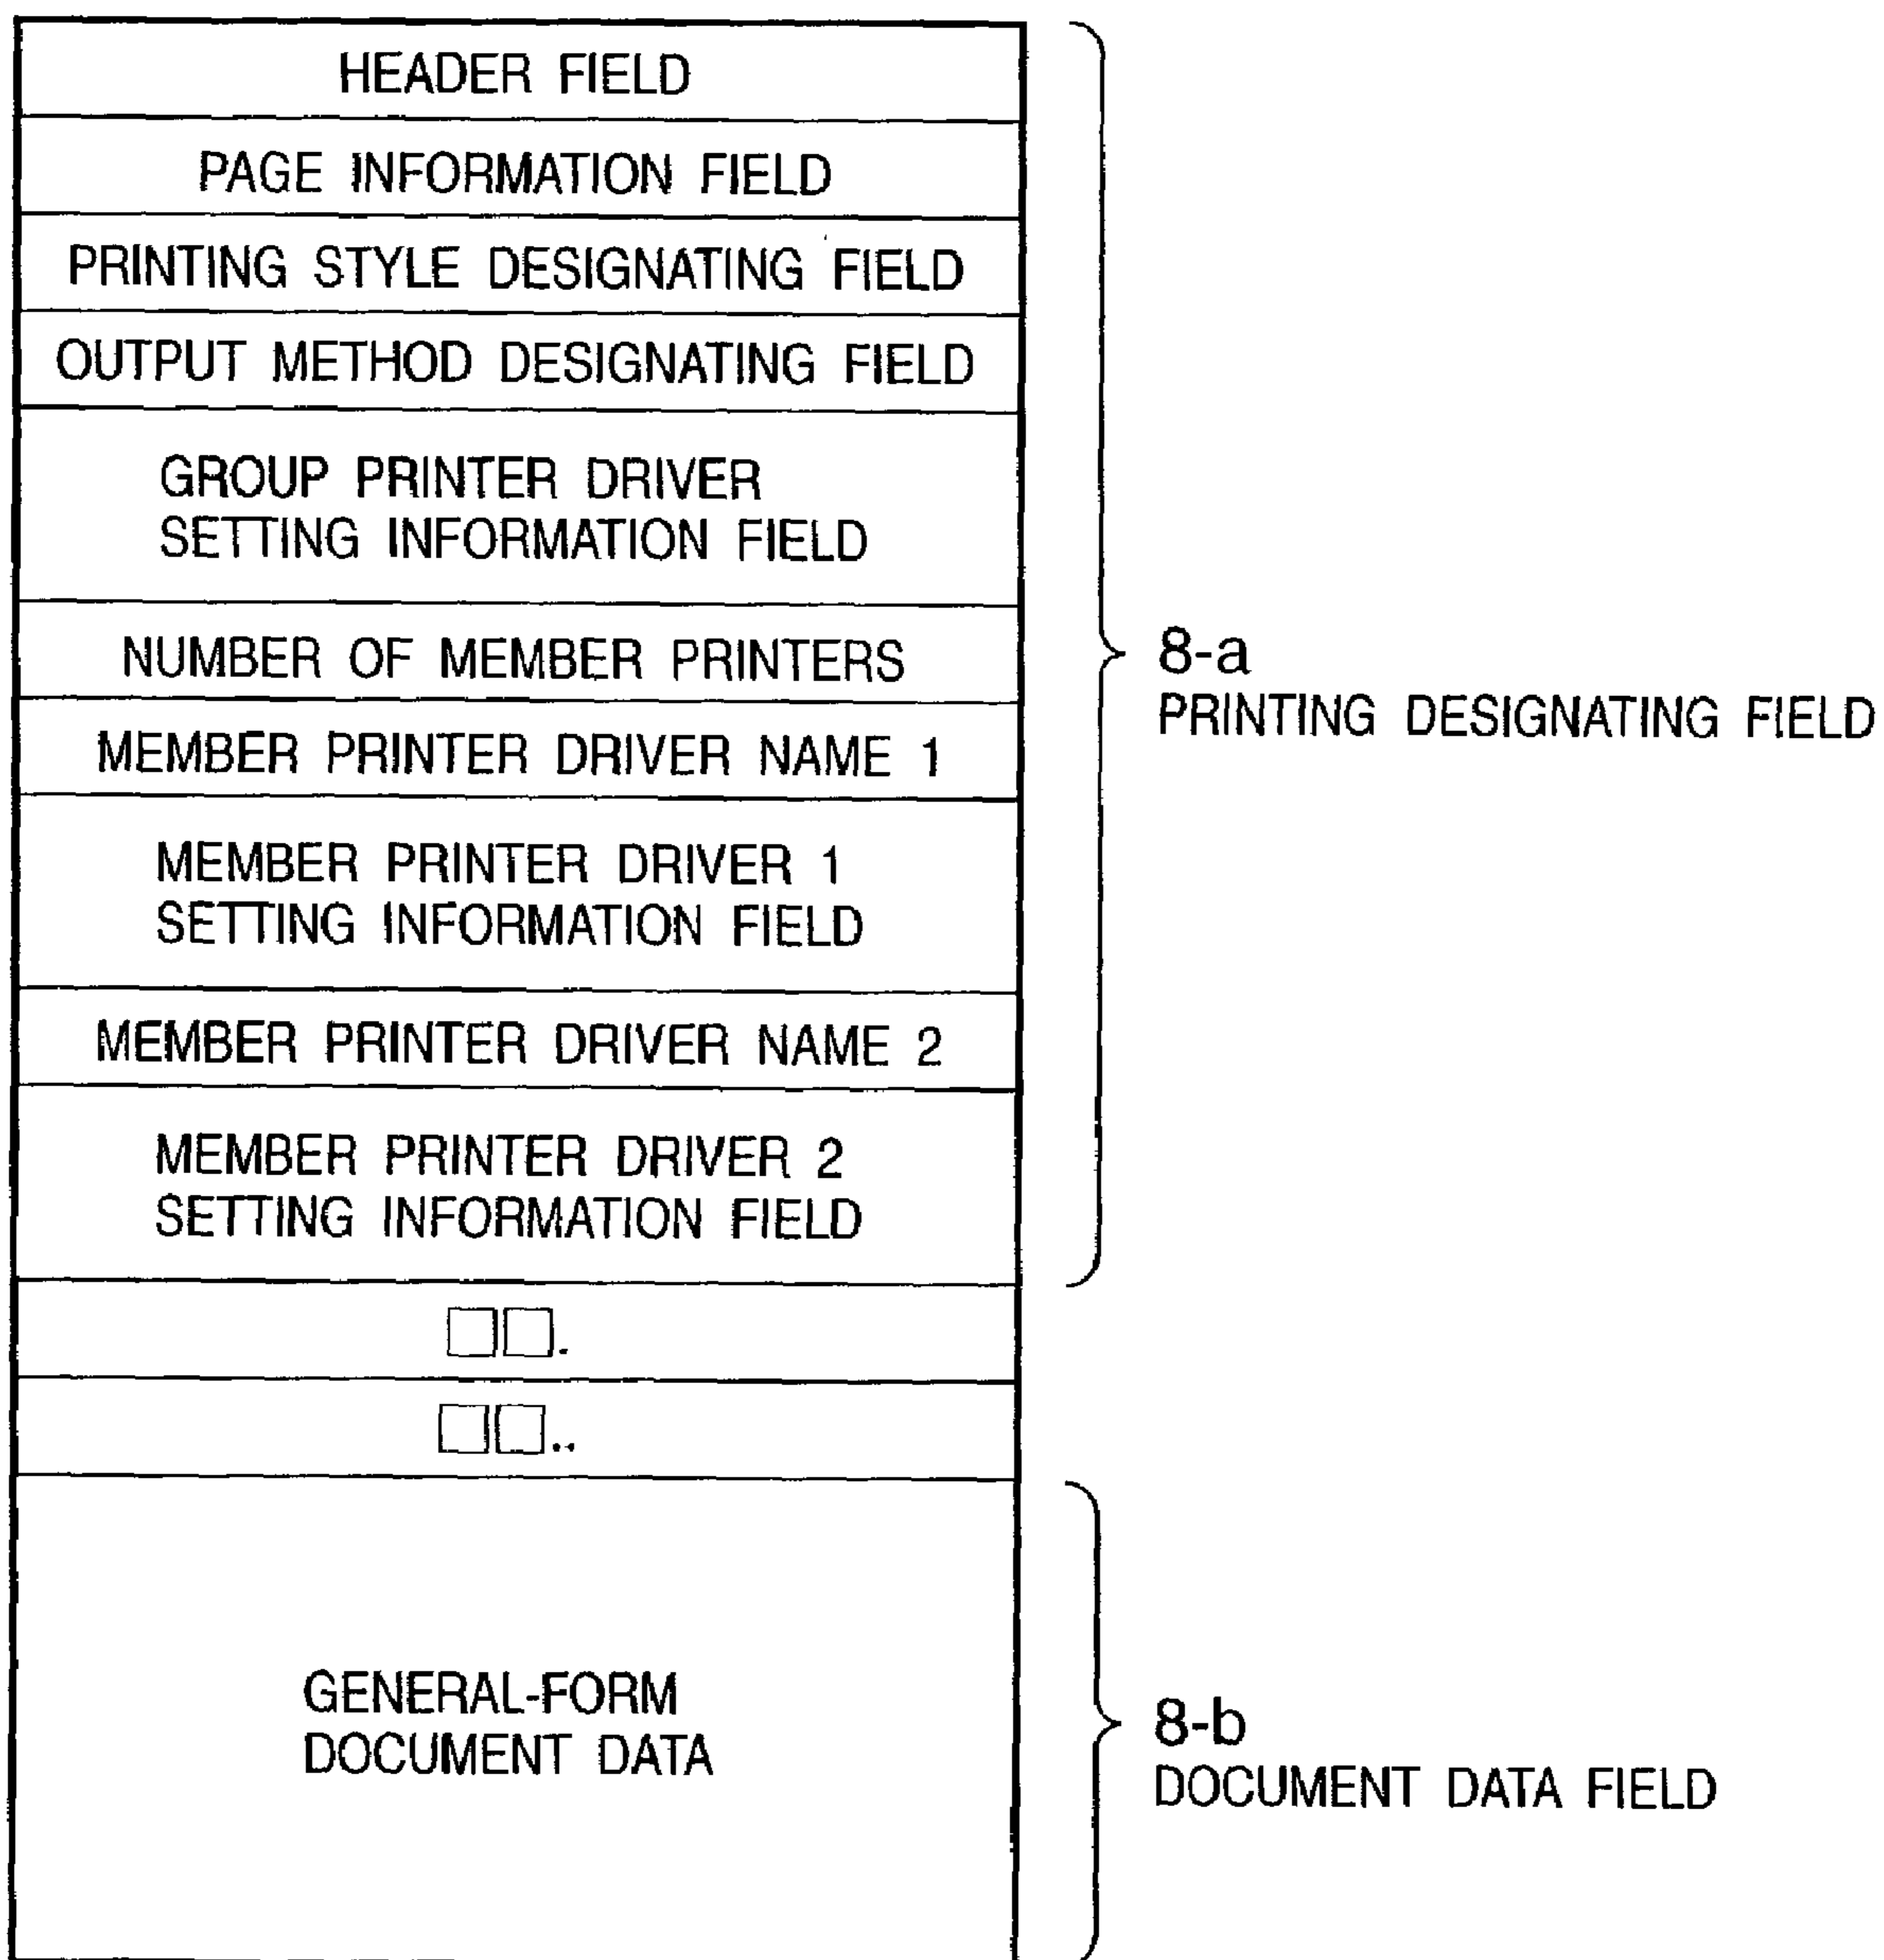 HEADER FIELD
PAGE INFORMATION FIELD
PRINTING STYLE DESIGNATING FIELD
OUTPUT METHOD DESIGNATING FIELD
GROUP PRINTER DRIVER
SETTING INFORMATION FIELD
NUMBER OF MEMBER PRINTERS
MEMBER PRINTER DRIVER NAME 1
MEMBER PRINTER DRIVER 1
SETTING INFORMATION FIELD
MEMBER PRINTER DRIVER NAME 2
MEMBER PRINTER DRIVER 2
SETTING INFORMATION FIELD
□□.
□□..
GENERAL-FORM
DOCUMENT DATA
8-a
PRINTING DESIGNATING FIELD
8-b
DOCUMENT DATA FIELD